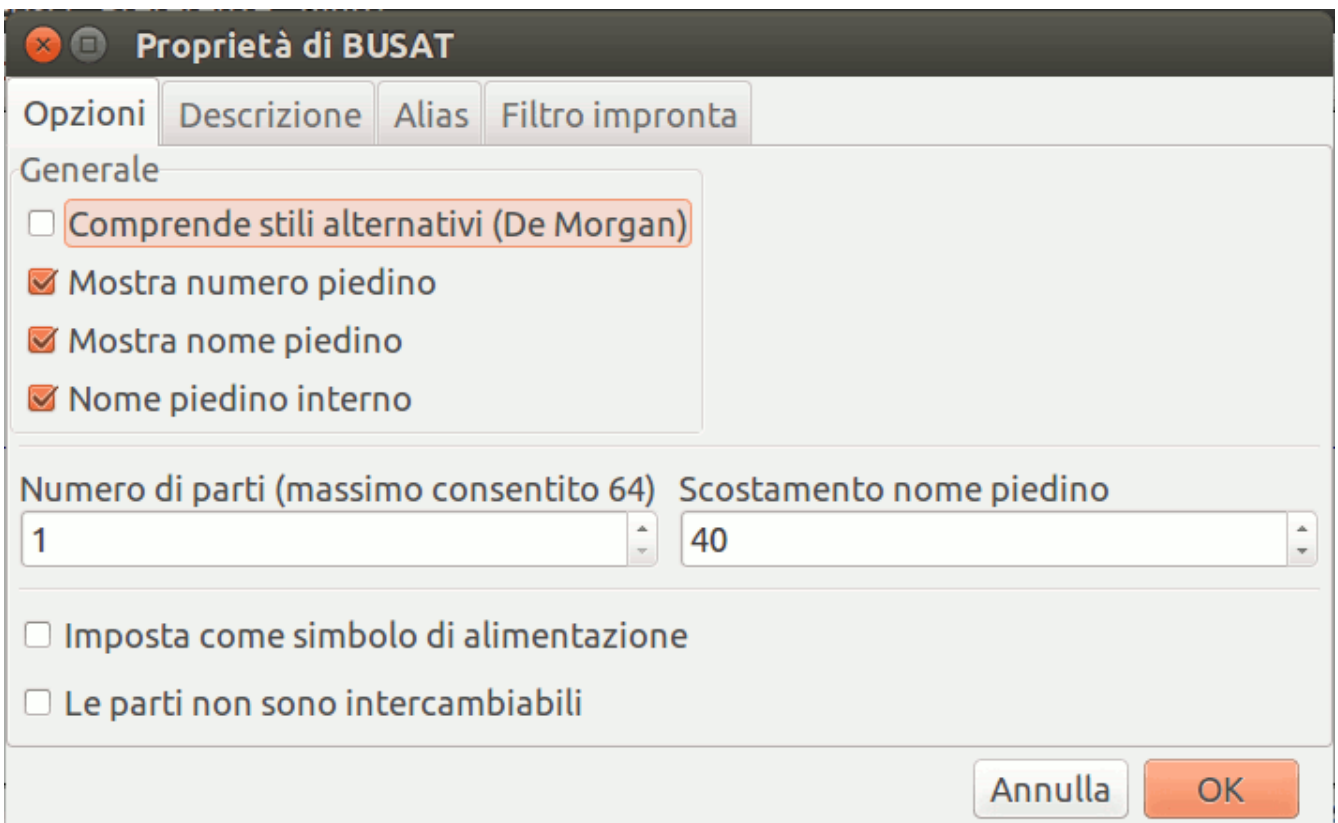 Proprietà di BUSAT
Opzioni Descrizione Alias Filtro impronta
Generale
Comprende stili alternativi (De Morgan)
Mostra numero piedino
Mostra nome piedino
Nome piedino interno
Numero di parti (massimo consentito 64) Scostamento nome piedino
1 40
Imposta come simbolo di alimentazione
Le parti non sono intercambiabili
Annulla OK